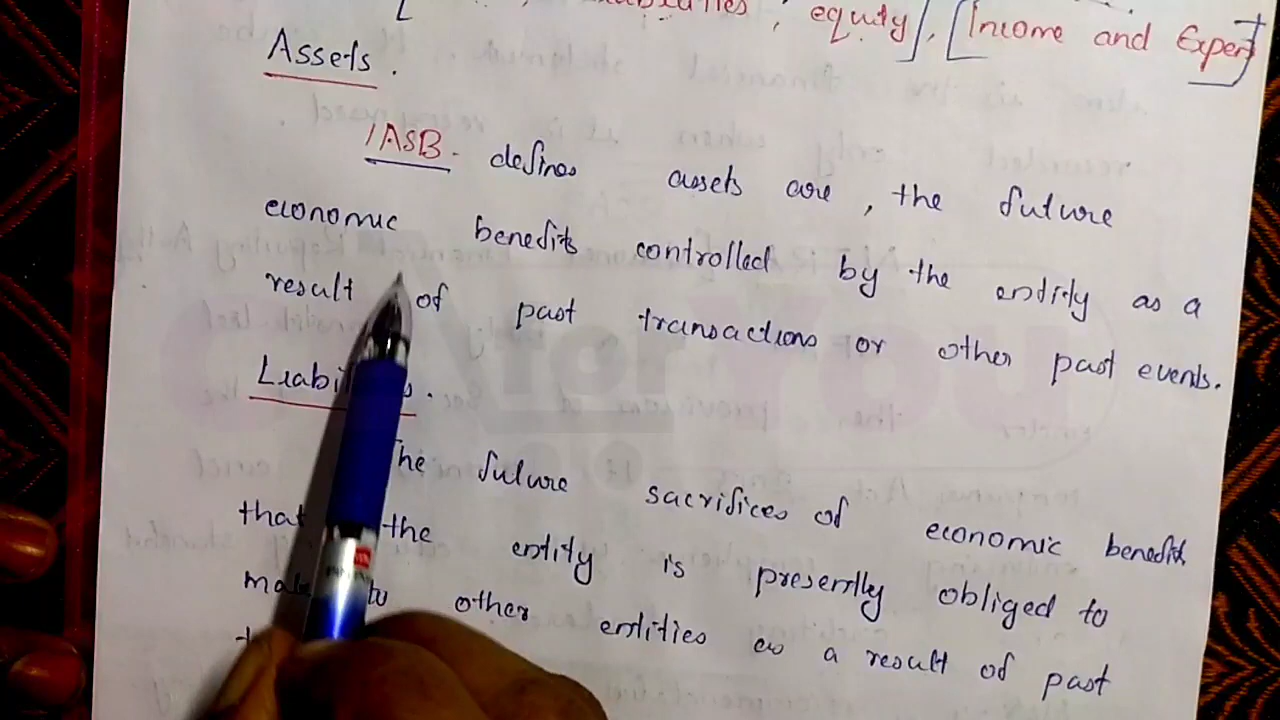 equity], [Income and Expen
Assets.
IASB. defines assets are, the future
economic benefits controlled by the entity as a
result of past transactions or other past events.
The future sacrifices of economic benefits
that the entity is presently obliged to
to other entities as a result of past